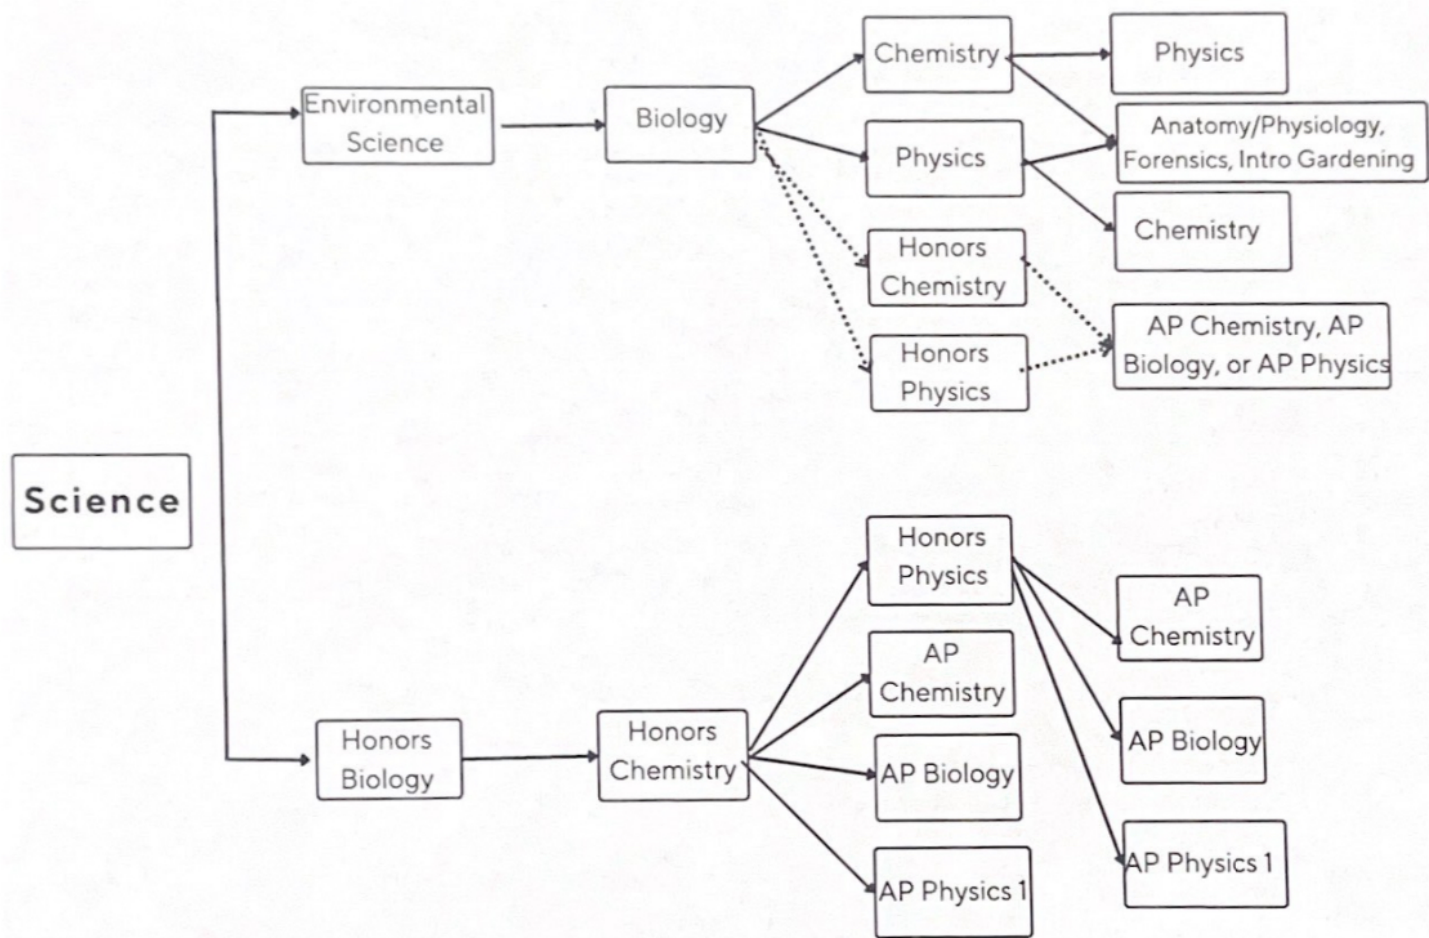 Science
Environmental
Science
Biology
Chemistry
Physics
Honors
Chemistry
Honors
Physics
Physics
Anatomy/Physiology,
Forensics, Intro Gardening
Chemistry
AP Chemistry, AP
Biology, or AP Physics
Honors
Biology
Honors
Chemistry
Honors
Physics
AP
Chemistry
AP Biology
AP Physics 1
AP
Chemistry
AP Biology
AP Physics 1